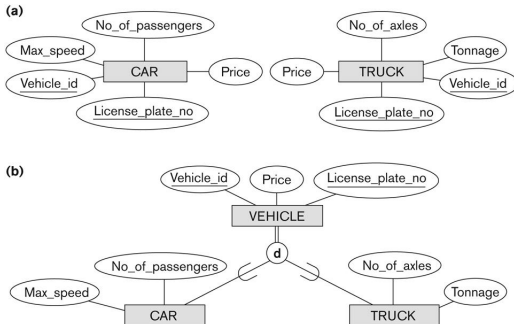 (a)
No_of_passengers
No_of_axles
Max_speed
Tonnage
CAR
Price
Price
TRUCK
Vehicle_id
Vehicle_id
License_plate_no
License_plate_no
(b)
Vehicle_id
Price
License_plate_no
VEHICLE
d
No_of_passengers
No_of_axles
Max_speed
Tonnage
CAR
TRUCK